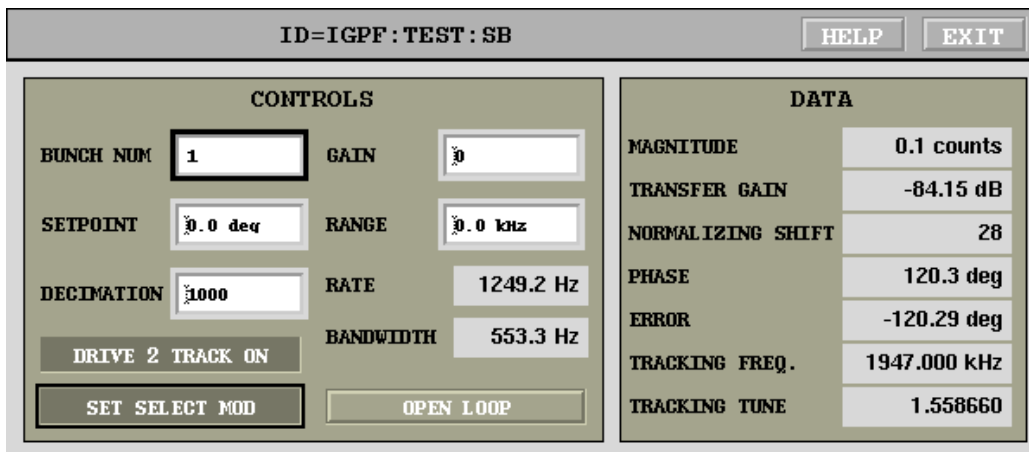 ID=IGPF:TEST:SB HELP EXIT
CONTROLS
BUNCH NUM 1 GAIN 0
SETPOINT 0.0 deg RANGE 0.0 kHz
DECIMATION 1000 RATE 1249.2 Hz
BANDWIDTH 553.3 Hz
DRIVE 2 TRACK ON
SET SELECT MOD OPEN LOOP
DATA
MAGNITUDE 0.1 counts
TRANSFER GAIN -84.15 dB
NORMALIZING SHIFT 28
PHASE 120.3 deg
ERROR -120.29 deg
TRACKING FREQ. 1947.000 kHz
TRACKING TUNE 1.558660